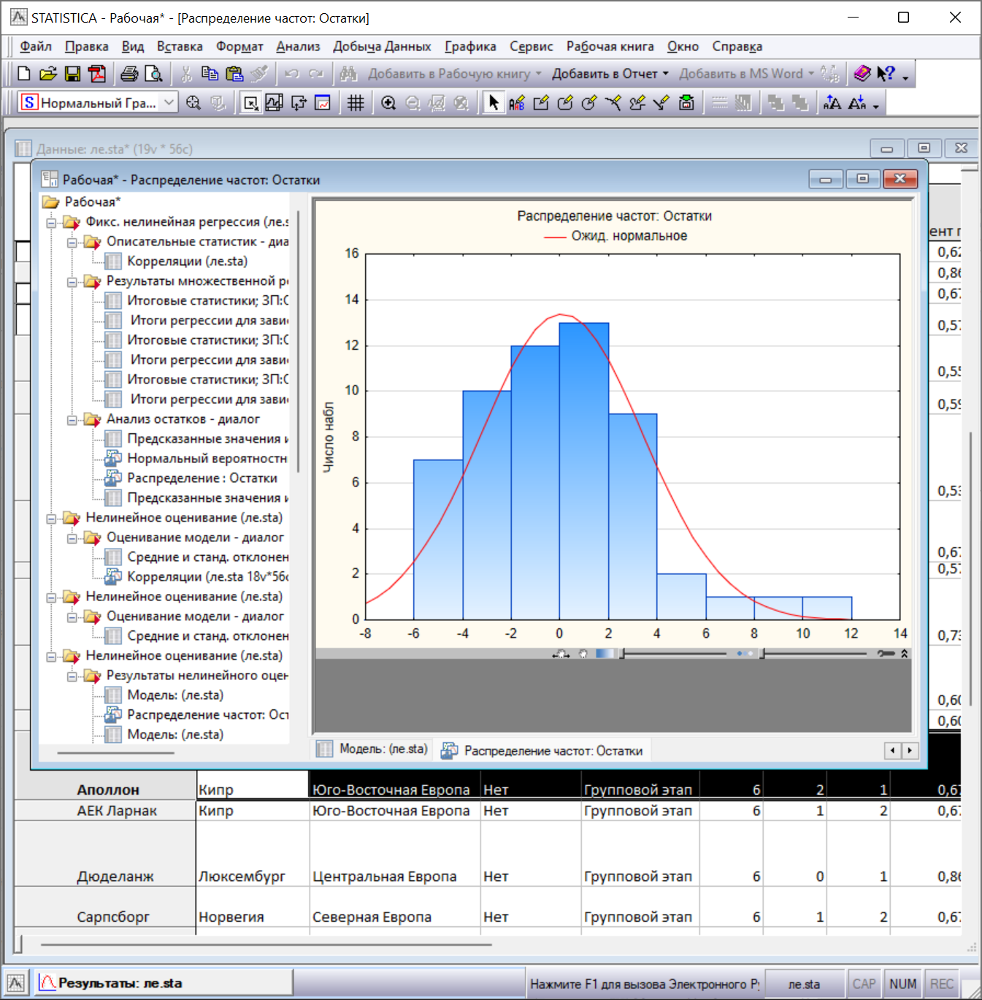 STATISTICA - Рабочая* - [Распределение частот: Остатки]
Файл Правка Вид Вставка Формат Анализ Добыча Данных Графика Сервис Рабочая книга Окно Справка
Добавить в Рабочую книгу Добавить в Отчет Добавить в MS Word
Нормальный Гра...
Данные: ле.sta* (19v * 56c)
Рабочая* - Распределение частот: Остатки
Рабочая*
Фикс. нелинейная регрессия (ле.s
Описательные статистик - диа
Корреляции (ле.sta)
Результаты множественной р
Итоговые статистики; ЗП:С
Итоги регрессии для зави
Итоговые статистики; ЗП:С
Итоги регрессии для зави
Итоговые статистики; ЗП:С
Итоги регрессии для зави
Анализ остатков - диалог
Предсказанные значения и
Нормальный вероятностн
Распределение : Остатки
Предсказанные значения и
Нелинейное оценивание (ле.sta)
Оценивание модели - диалог
Средние и станд. отклонен
Корреляции (ле.sta 18v*56c
Нелинейное оценивание (ле.sta)
Оценивание модели - диалог
Средние и станд. отклонен
Нелинейное оценивание (ле.sta)
Результаты нелинейного оцен
Модель: (ле.sta)
Распределение частот: Ост
Модель: (ле.sta)
Распределение частот: Остатки
Ожид. нормальное
Число набл
16
14
12
10
8
6
4
2
0
-8 -6 -4 -2 0 2 4 6 8 10 12 14
Модель: (ле.sta) Распределение частот: Остатки
ент г
0,62
0,86
0,67
0,57
0,55
0,59
0,53
0,67
0,57
0,73
0,60
0,60
Аполлон Кипр Юго-Восточная Европа Нет Групповой этап 6 2 1 0,67
АЕК Ларнак Кипр Юго-Восточная Европа Нет Групповой этап 6 1 2 0,67
Дюделанж Люксембург Центральная Европа Нет Групповой этап 6 0 1 0,86
Сарпсборг Норвегия Северная Европа Нет Групповой этап 6 1 2 0,67
Результаты: ле.sta
Нажмите F1 для вызова Электронного Ру ле.sta CAP NUM REC